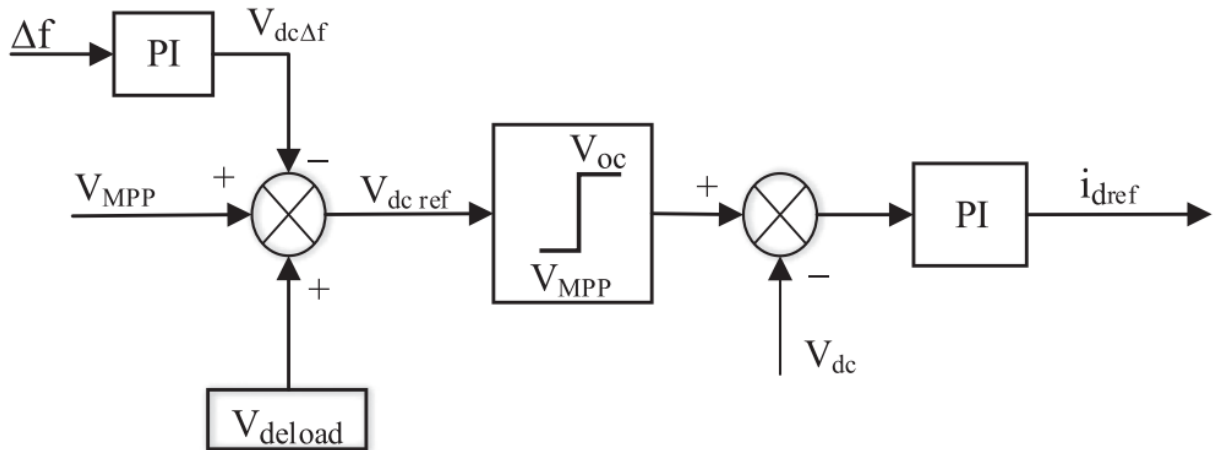 Δf
PI
V_dcΔf
−
V_MPP
+
+
V_deload
V_dc ref
V_oc
V_MPP
+
−
V_dc
PI
i_dref